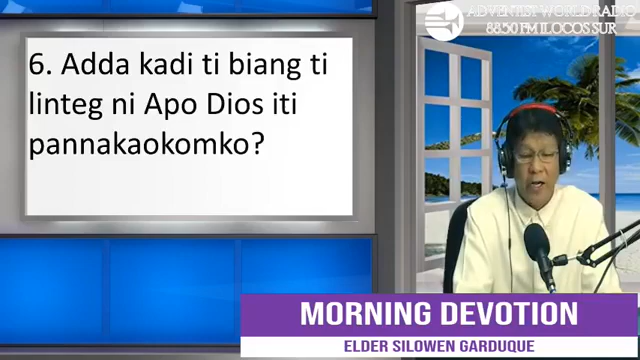 ADVENTIST WORLD RADIO
88.50 FM ILOCOS SUR
6. Adda kadi ti biang ti
linteg ni Apo Dios iti
pannakaokomko?
MORNING DEVOTION
ELDER SILOWEN GARDUQUE